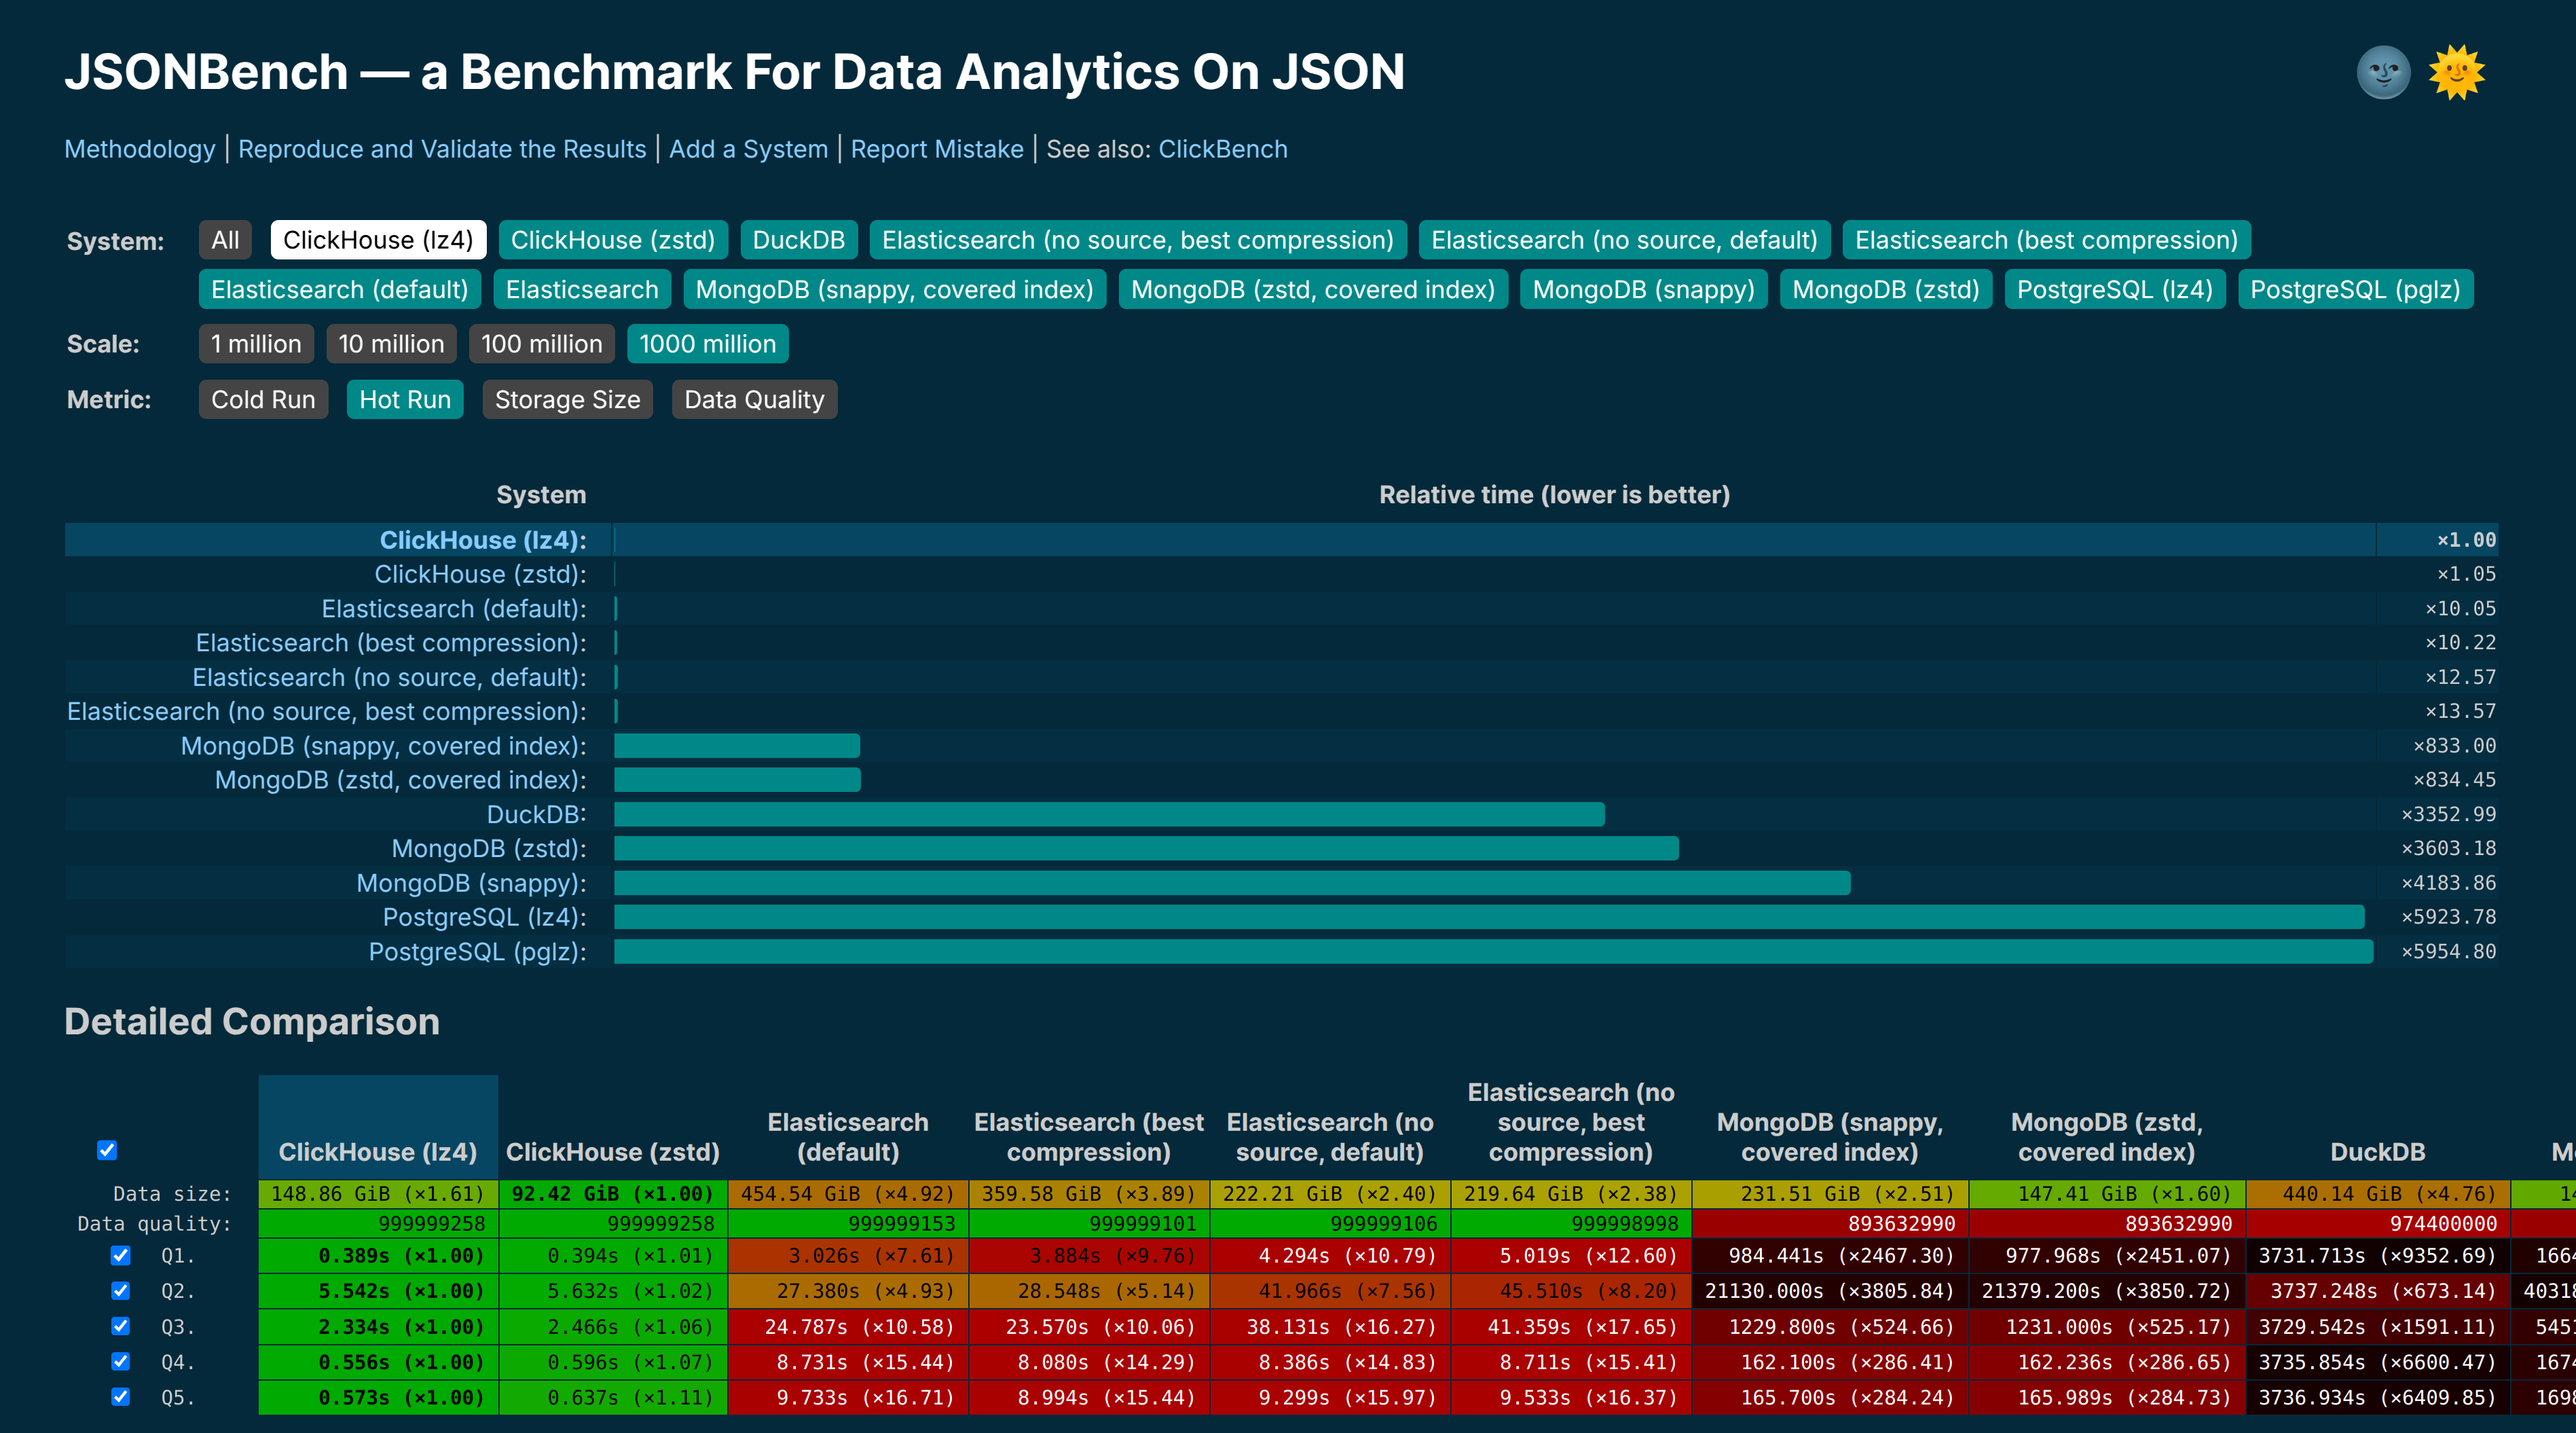 JSONBench — a Benchmark For Data Analytics On JSON
Methodology | Reproduce and Validate the Results | Add a System | Report Mistake | See also: ClickBench
System: All ClickHouse (lz4) ClickHouse (zstd) DuckDB Elasticsearch (no source, best compression) Elasticsearch (no source, default) Elasticsearch (best compression)
Elasticsearch (default) Elasticsearch MongoDB (snappy, covered index) MongoDB (zstd, covered index) MongoDB (snappy) MongoDB (zstd) PostgreSQL (lz4) PostgreSQL (pglz)
Scale: 1 million 10 million 100 million 1000 million
Metric: Cold Run Hot Run Storage Size Data Quality
System Relative time (lower is better)
ClickHouse (lz4): ×1.00
ClickHouse (zstd): ×1.05
Elasticsearch (default): ×10.05
Elasticsearch (best compression): ×10.22
Elasticsearch (no source, default): ×12.57
Elasticsearch (no source, best compression): ×13.57
MongoDB (snappy, covered index): ×833.00
MongoDB (zstd, covered index): ×834.45
DuckDB: ×3352.99
MongoDB (zstd): ×3603.18
MongoDB (snappy): ×4183.86
PostgreSQL (lz4): ×5923.78
PostgreSQL (pglz): ×5954.80
Detailed Comparison
Elasticsearch (no
Elasticsearch Elasticsearch (best Elasticsearch (no source, best MongoDB (snappy, MongoDB (zstd,
ClickHouse (lz4) ClickHouse (zstd) (default) compression) source, default) compression) covered index) covered index) DuckDB
Data size: 148.86 GiB (×1.61) 92.42 GiB (×1.00) 454.54 GiB (×4.92) 359.58 GiB (×3.89) 222.21 GiB (×2.40) 219.64 GiB (×2.38) 231.51 GiB (×2.51) 147.41 GiB (×1.60) 440.14 GiB (×4.76) 14
Data quality: 999999258 999999258 999999153 999999101 999999106 999998998 893632990 893632990 974400000
Q1. 0.389s (×1.00) 0.394s (×1.01) 3.026s (×7.61) 3.884s (×9.76) 4.294s (×10.79) 5.019s (×12.60) 984.441s (×2467.30) 977.968s (×2451.07) 3731.713s (×9352.69) 1664
Q2. 5.542s (×1.00) 5.632s (×1.02) 27.380s (×4.93) 28.548s (×5.14) 41.966s (×7.56) 45.510s (×8.20) 21130.000s (×3805.84) 21379.200s (×3850.72) 3737.248s (×673.14) 40318
Q3. 2.334s (×1.00) 2.466s (×1.06) 24.787s (×10.58) 23.570s (×10.06) 38.131s (×16.27) 41.359s (×17.65) 1229.800s (×524.66) 1231.000s (×525.17) 3729.542s (×1591.11) 5451
Q4. 0.556s (×1.00) 0.596s (×1.07) 8.731s (×15.44) 8.080s (×14.29) 8.386s (×14.83) 8.711s (×15.41) 162.100s (×286.41) 162.236s (×286.65) 3735.854s (×6600.47) 1674
Q5. 0.573s (×1.00) 0.637s (×1.11) 9.733s (×16.71) 8.994s (×15.44) 9.299s (×15.97) 9.533s (×16.37) 165.700s (×284.24) 165.989s (×284.73) 3736.934s (×6409.85) 1698